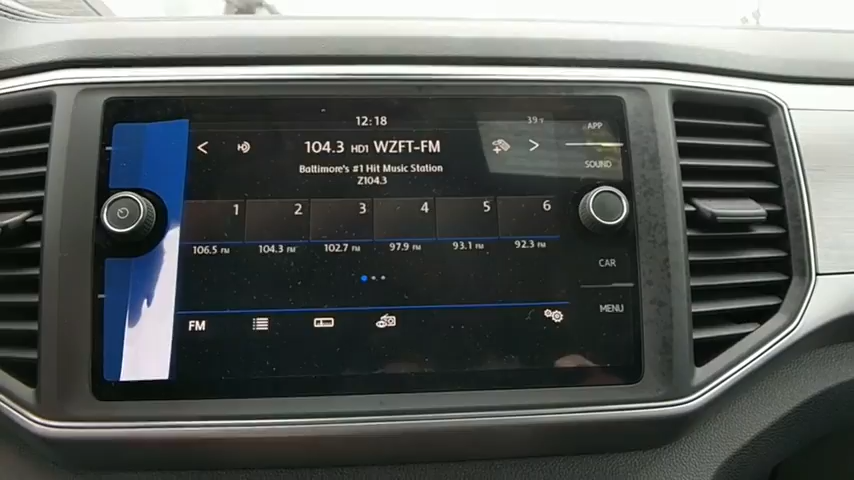 12:18
39°F
APP
104.3 HD1 WZFT-FM
SOUND
Baltimore's #1 Hit Music Station
Z104.3
1 2 3 4 5 6
106.5 FM 104.3 FM 102.7 FM 97.9 FM 93.1 FM 92.3 FM
CAR
MENU
FM